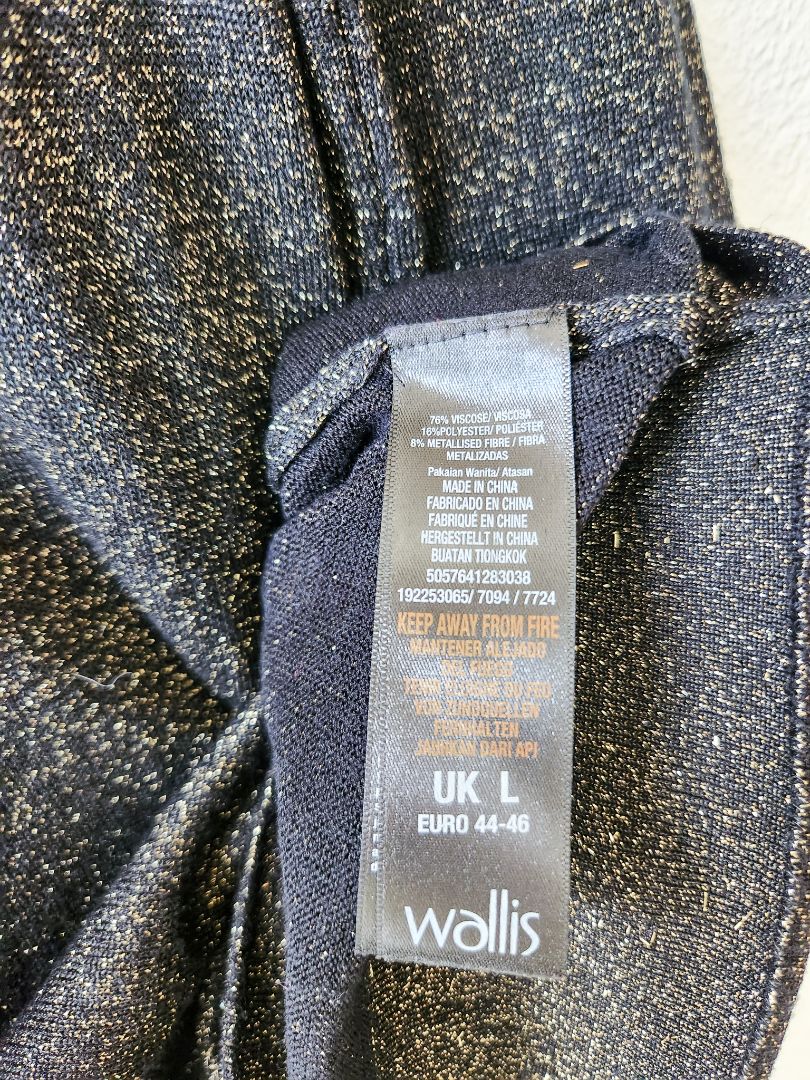 76% VISCOSE/ VISCOSA
16%POLYESTER/ POLIÉSTER
8% METALLISED FIBRE / FIBRA
METALIZADAS
Pakaian Wanita/ Atasan
MADE IN CHINA
FABRICADO EN CHINA
FABRIQUÉ EN CHINE
HERGESTELLT IN CHINA
BUATAN TIONGKOK
5057641283038
192253065/ 7094 / 7724
KEEP AWAY FROM FIRE
MANTENER ALEJADO
DEL FUEGO
TENIR ÉLOIGNÉ DU FEU
VON ZÜNDQUELLEN
FERNHALTEN
JAUHKAN DARI API
UK L
EURO 44-46
wallis